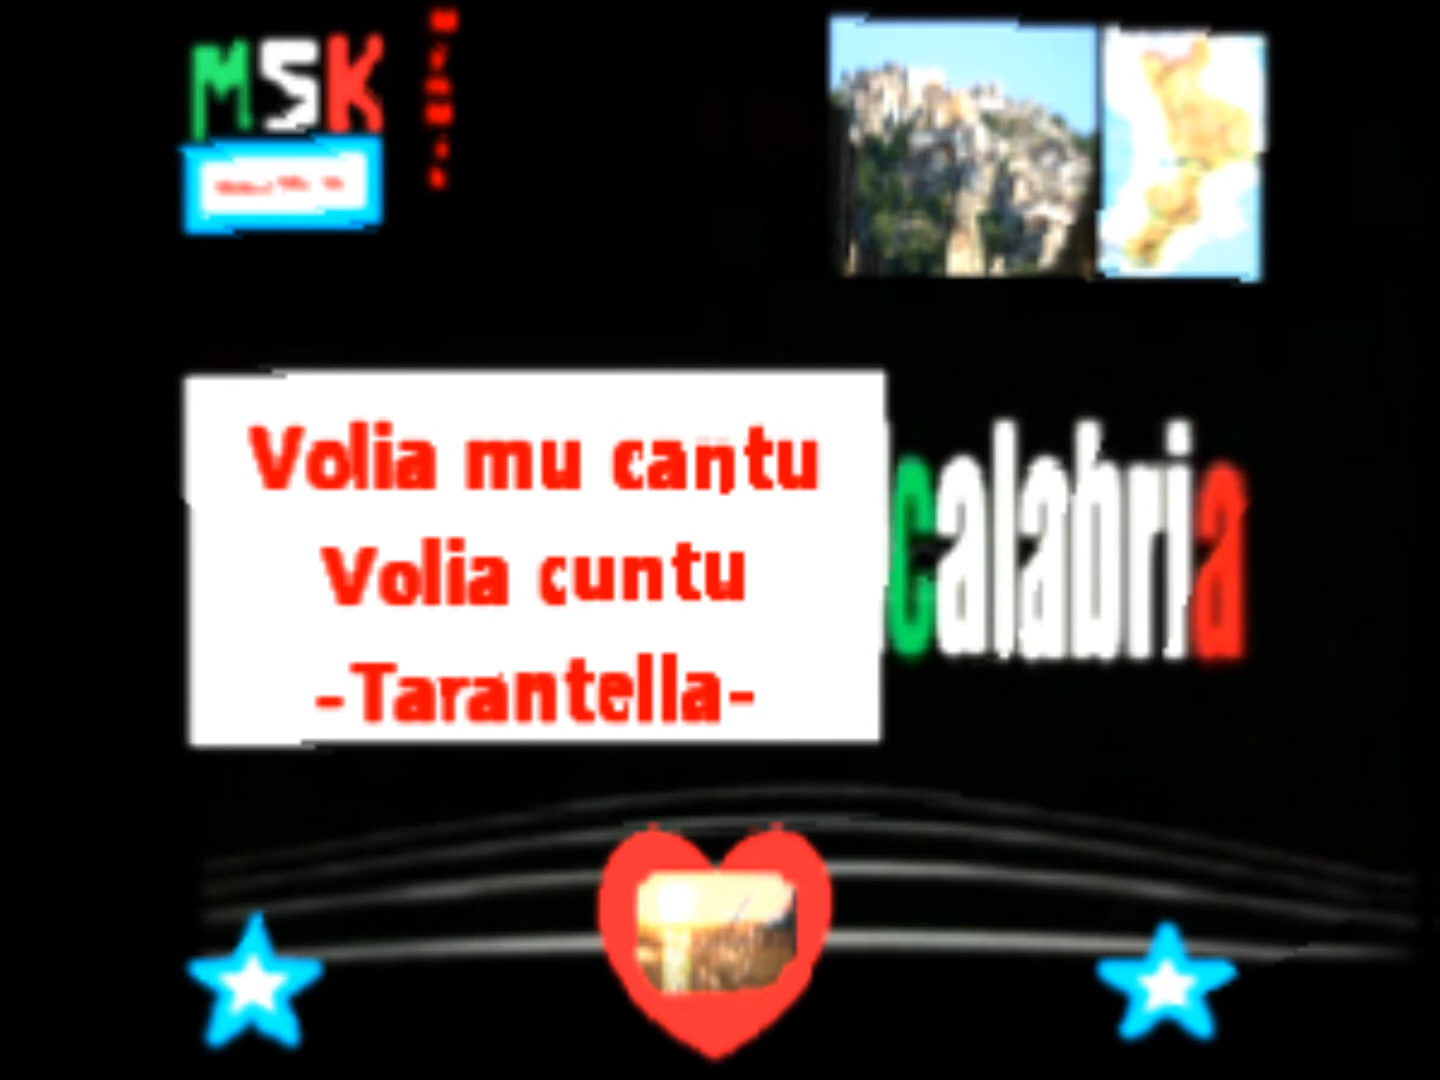 MSK
Volia mu cantu
Volia cuntu
-Tarantella-
calabria